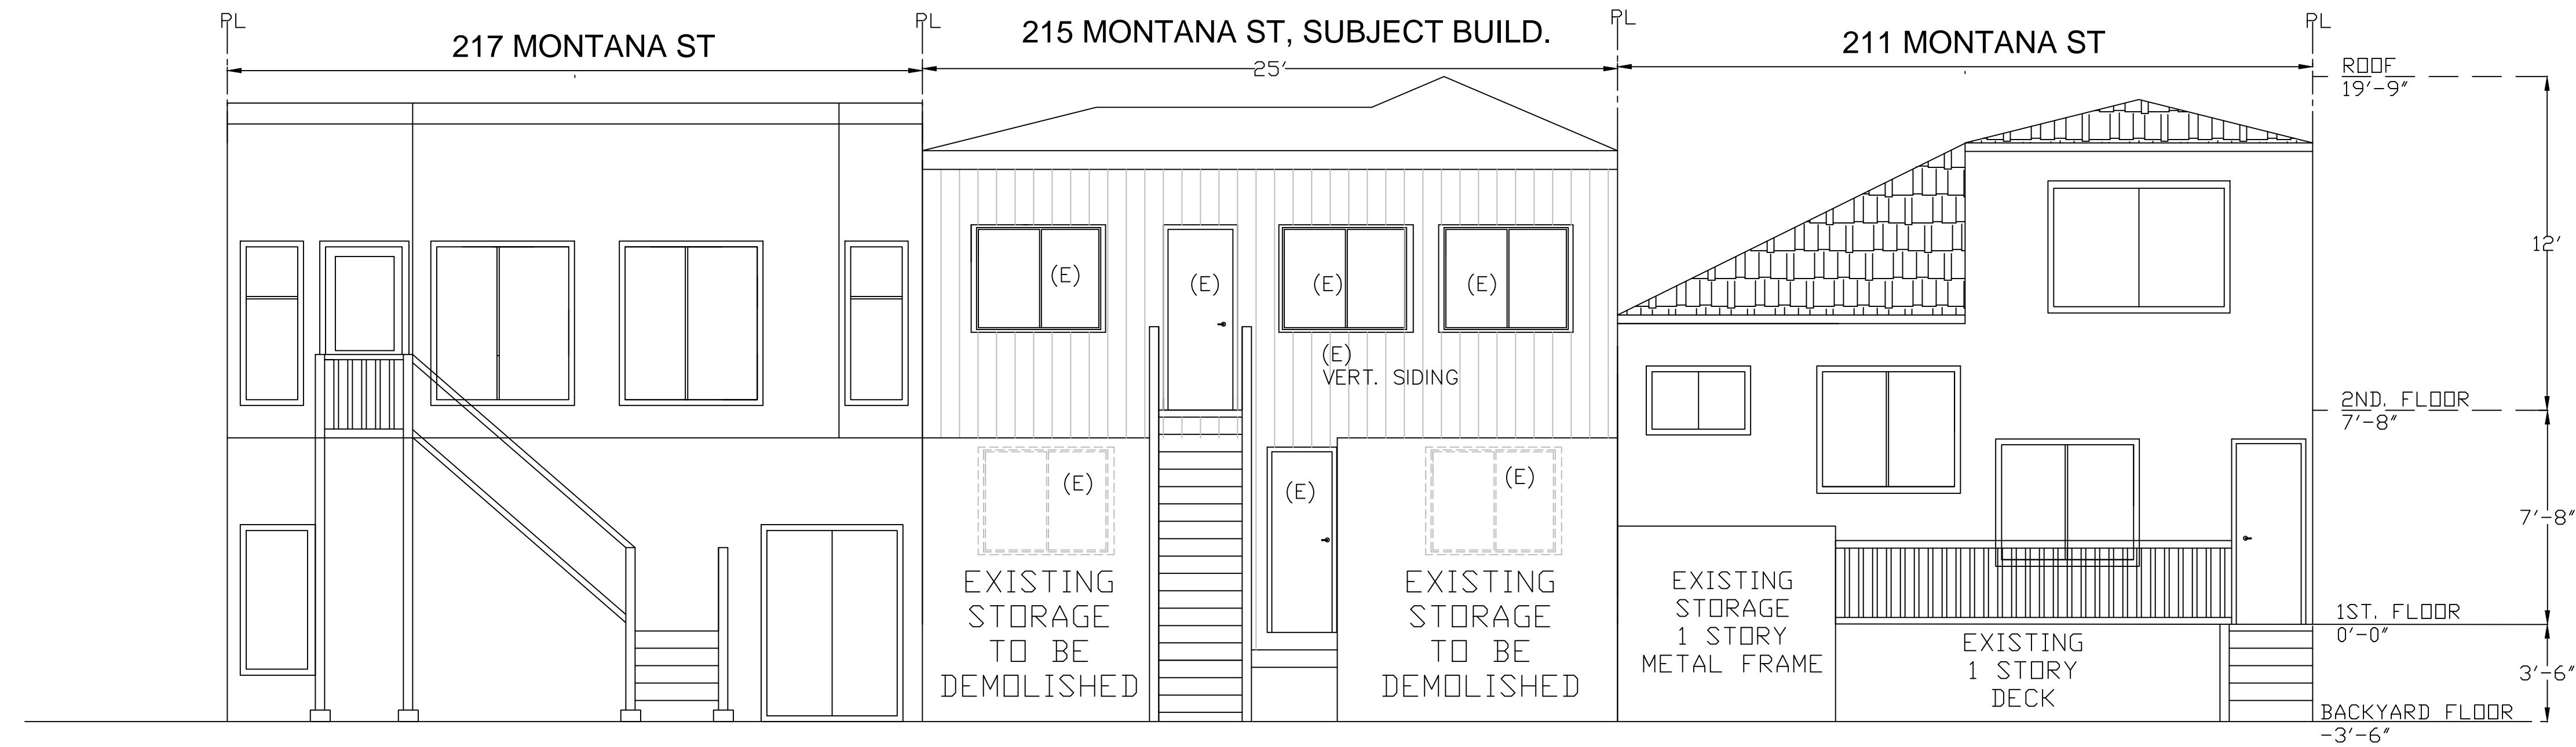 PL
PL
PL
PL
217 MONTANA ST
215 MONTANA ST, SUBJECT BUILD.
211 MONTANA ST
25'
ROOF
19'-9"
12'
(E)
(E)
(E)
(E)
(E)
VERT. SIDING
2ND. FLOOR
7'-8"
(E)
(E)
(E)
7'-8"
EXISTING
STORAGE
TO BE
DEMOLISHED
EXISTING
STORAGE
TO BE
DEMOLISHED
EXISTING
STORAGE
1 STORY
METAL FRAME
EXISTING
1 STORY
DECK
1ST. FLOOR
0'-0"
3'-6"
BACKYARD FLOOR
-3'-6"